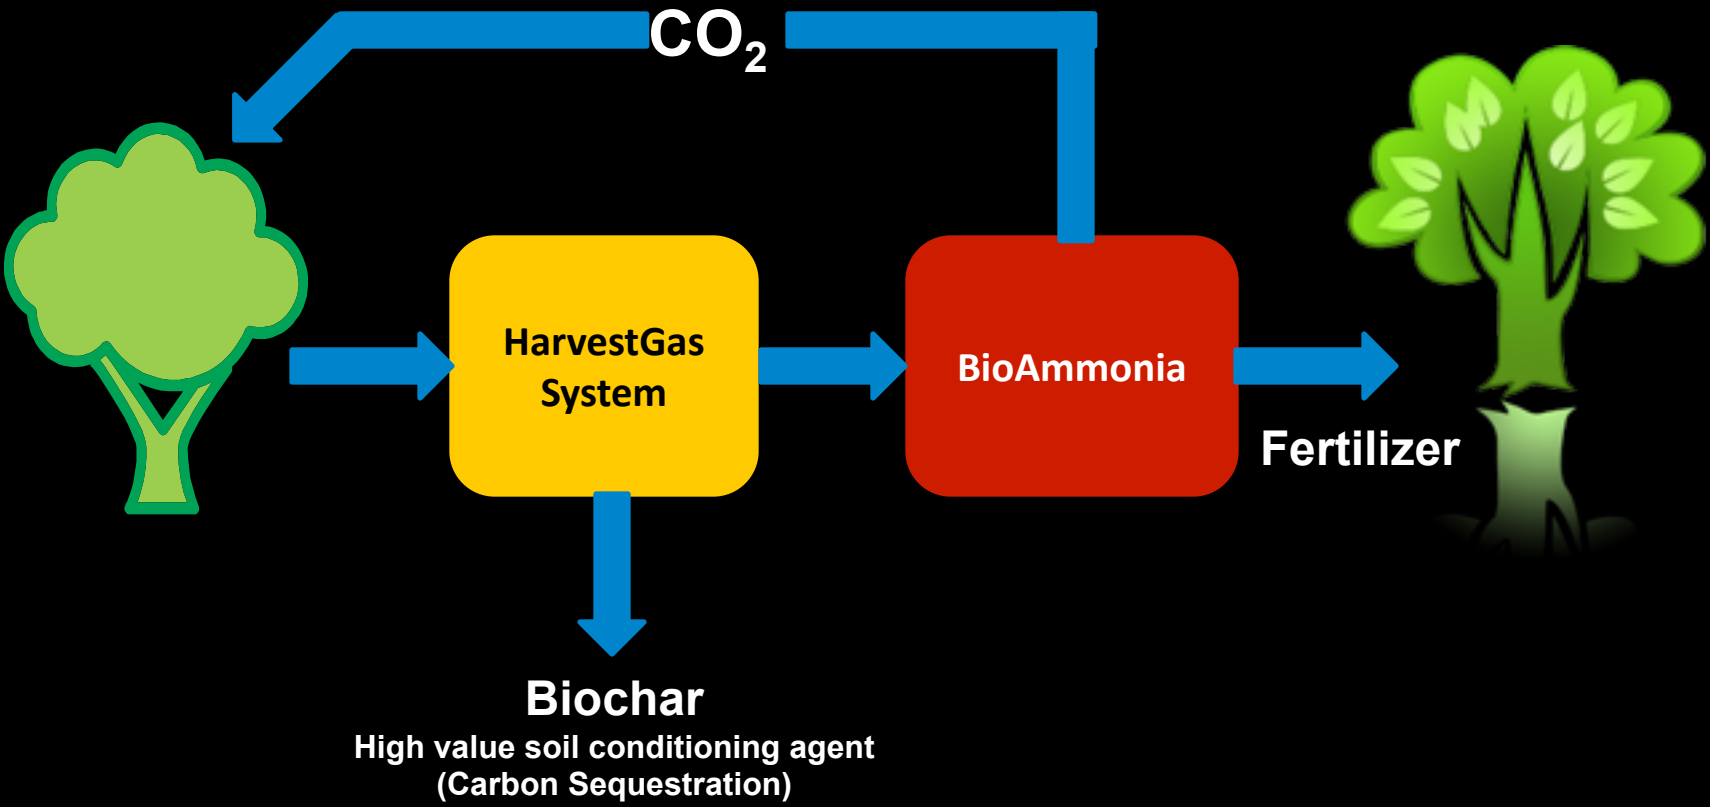 CO₂
HarvestGas
System
BioAmmonia
Fertilizer
Biochar
High value soil conditioning agent
(Carbon Sequestration)